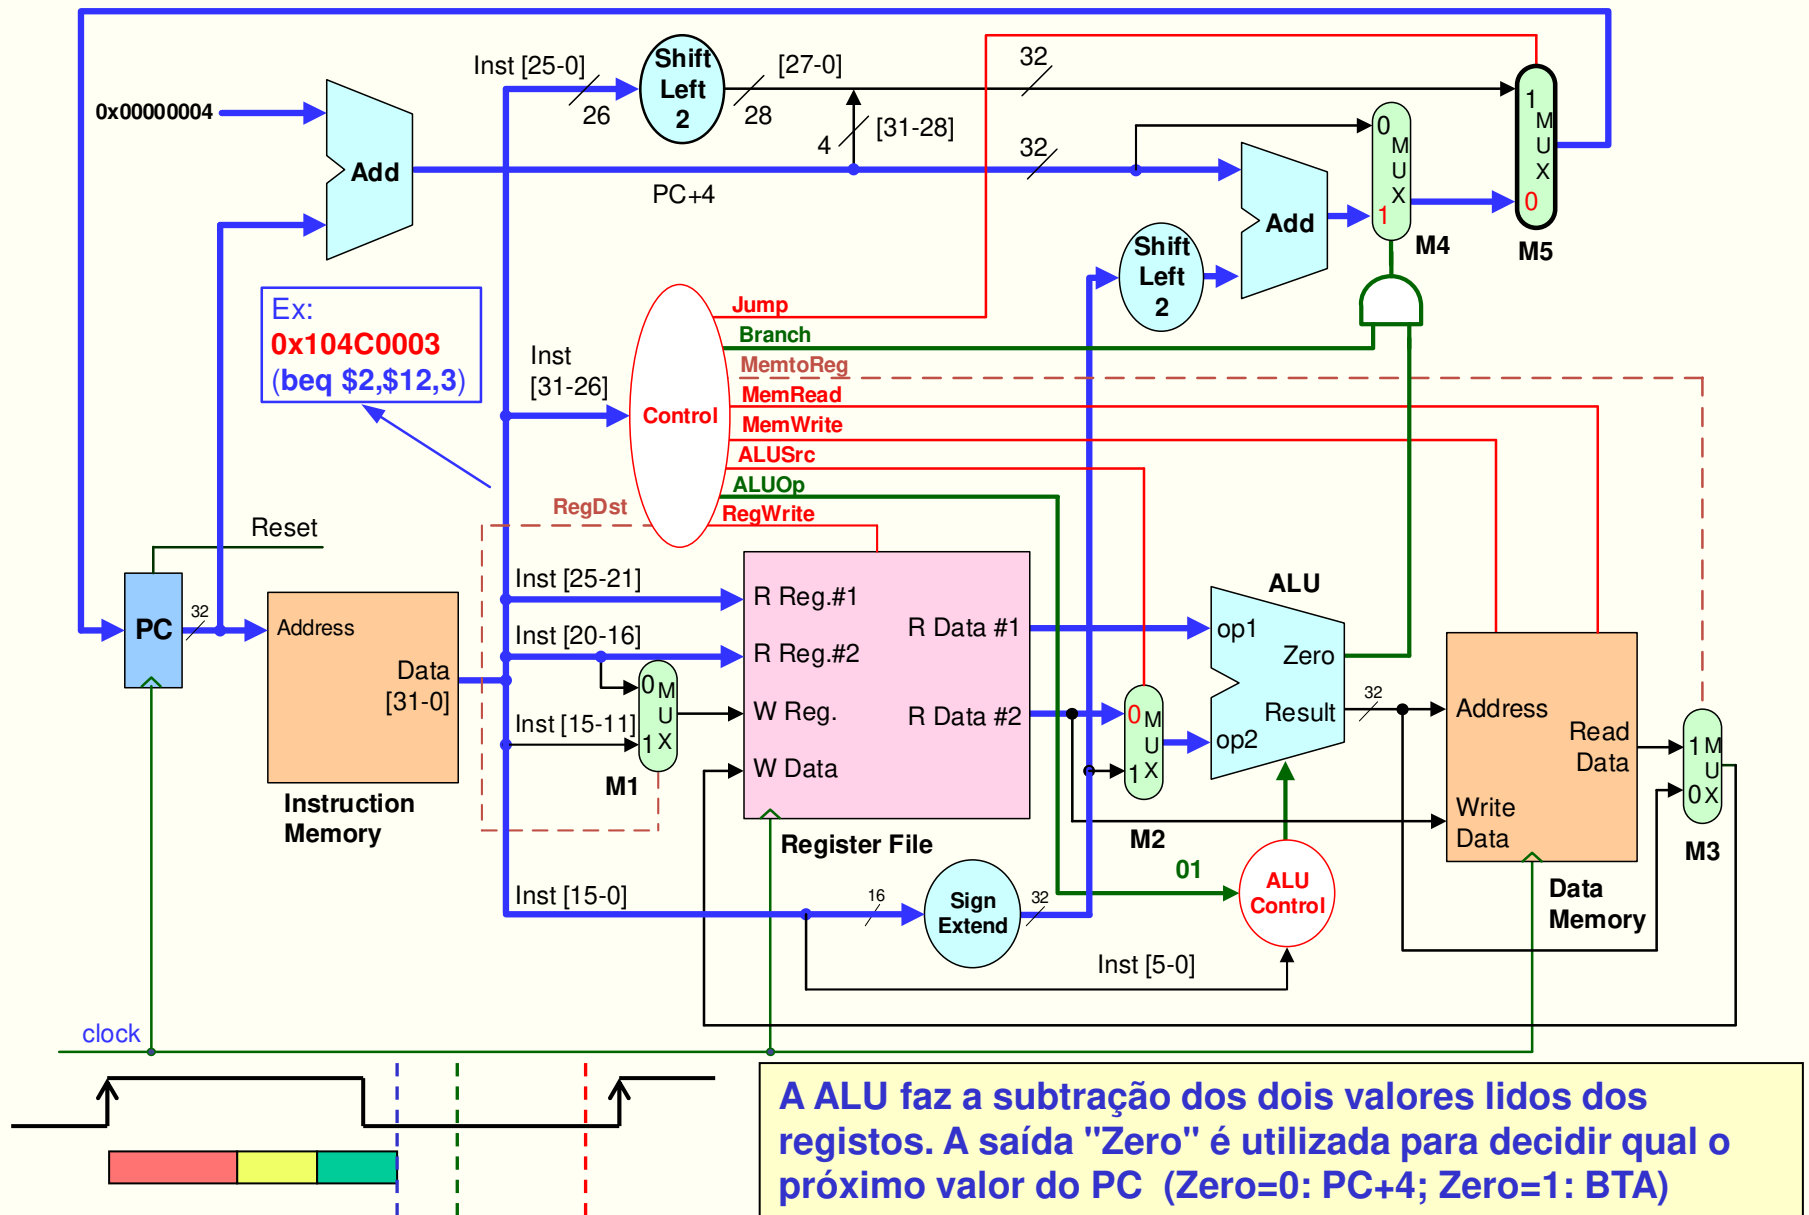 Inst [25-0]
26
Shift
Left
2
[27-0]
28
32
4
[31-28]
0x00000004
Add
PC+4
32
Shift
Left
2
Add
0
M
U
X
1
M4
1
M
U
X
0
M5
Ex:
0x104C0003
(beq $2,$12,3)
Inst
[31-26]
Control
Jump
Branch
MemtoReg
MemRead
MemWrite
ALUSrc
ALUOp
RegWrite
RegDst
Reset
PC
32
Address
Data
[31-0]
Instruction
Memory
Inst [25-21]
Inst [20-16]
Inst [15-11]
0 M
U
1 X
M1
R Reg.#1
R Reg.#2
W Reg.
W Data
R Data #1
R Data #2
Register File
0 M
U
1 X
M2
ALU
op1
Zero
Result
op2
32
Address
Read
Data
Write
Data
Data
Memory
1 M
U
0 X
M3
Inst [15-0]
16
Sign
Extend
32
01
ALU
Control
Inst [5-0]
clock
A ALU faz a subtração dos dois valores lidos dos
registos. A saída "Zero" é utilizada para decidir qual o
próximo valor do PC (Zero=0: PC+4; Zero=1: BTA)